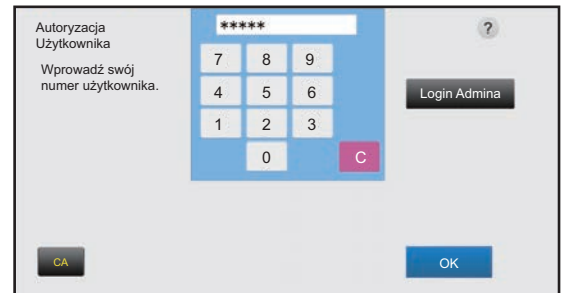 Autoryzacja
Użytkownika
Wprowadź swój
numer użytkownika.
*****
?
7 8 9
4 5 6
Login Admina
1 2 3
0 C
CA
OK